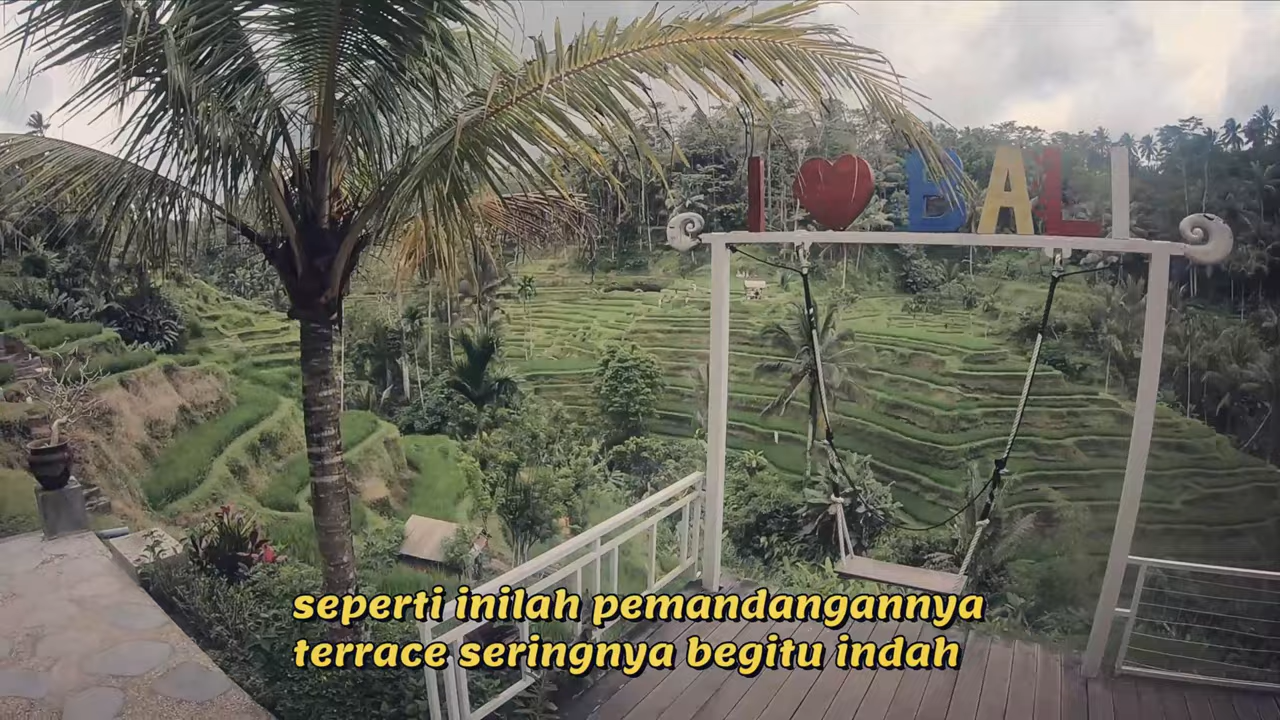 I ❤ BALI
seperti inilah pemandangannya
terrace seringnya begitu indah